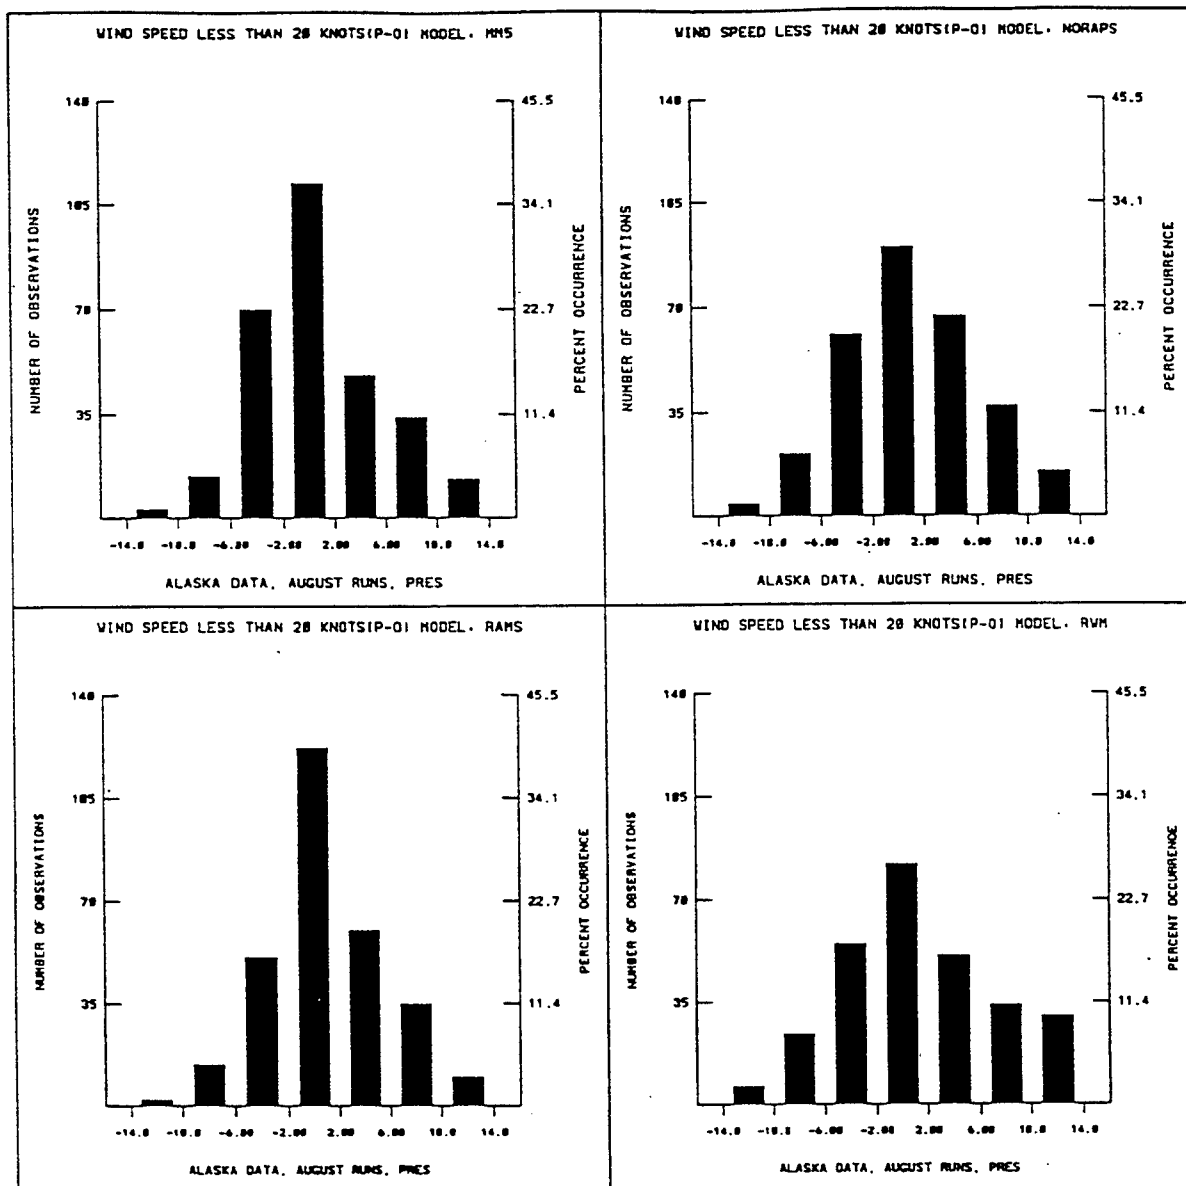 WIND SPEED LESS THAN 20 KNOTS(P-O) MODEL. MM5
140
105
70
35
45.5
34.1
22.7
11.4
NUMBER OF OBSERVATIONS
PERCENT OCCURRENCE
-14.0 -10.0 -6.00 -2.00 2.00 6.00 10.0 14.0
ALASKA DATA. AUGUST RUNS. PRES
WIND SPEED LESS THAN 20 KNOTS(P-O) MODEL. NORAPS
140
105
70
35
45.5
34.1
22.7
11.4
NUMBER OF OBSERVATIONS
PERCENT OCCURRENCE
-14.0 -10.0 -6.00 -2.00 2.00 6.00 10.0 14.0
ALASKA DATA. AUGUST RUNS. PRES
WIND SPEED LESS THAN 20 KNOTS(P-O) MODEL. RAMS
140
105
70
35
45.5
34.1
22.7
11.4
NUMBER OF OBSERVATIONS
PERCENT OCCURRENCE
-14.0 -10.0 -6.00 -2.00 2.00 6.00 10.0 14.0
ALASKA DATA. AUGUST RUNS. PRES
WIND SPEED LESS THAN 20 KNOTS(P-O) MODEL. RWM
140
105
70
35
45.5
34.1
22.7
11.4
NUMBER OF OBSERVATIONS
PERCENT OCCURRENCE
-14.0 -10.0 -6.00 -2.00 2.00 6.00 10.0 14.0
ALASKA DATA. AUGUST RUNS. PRES